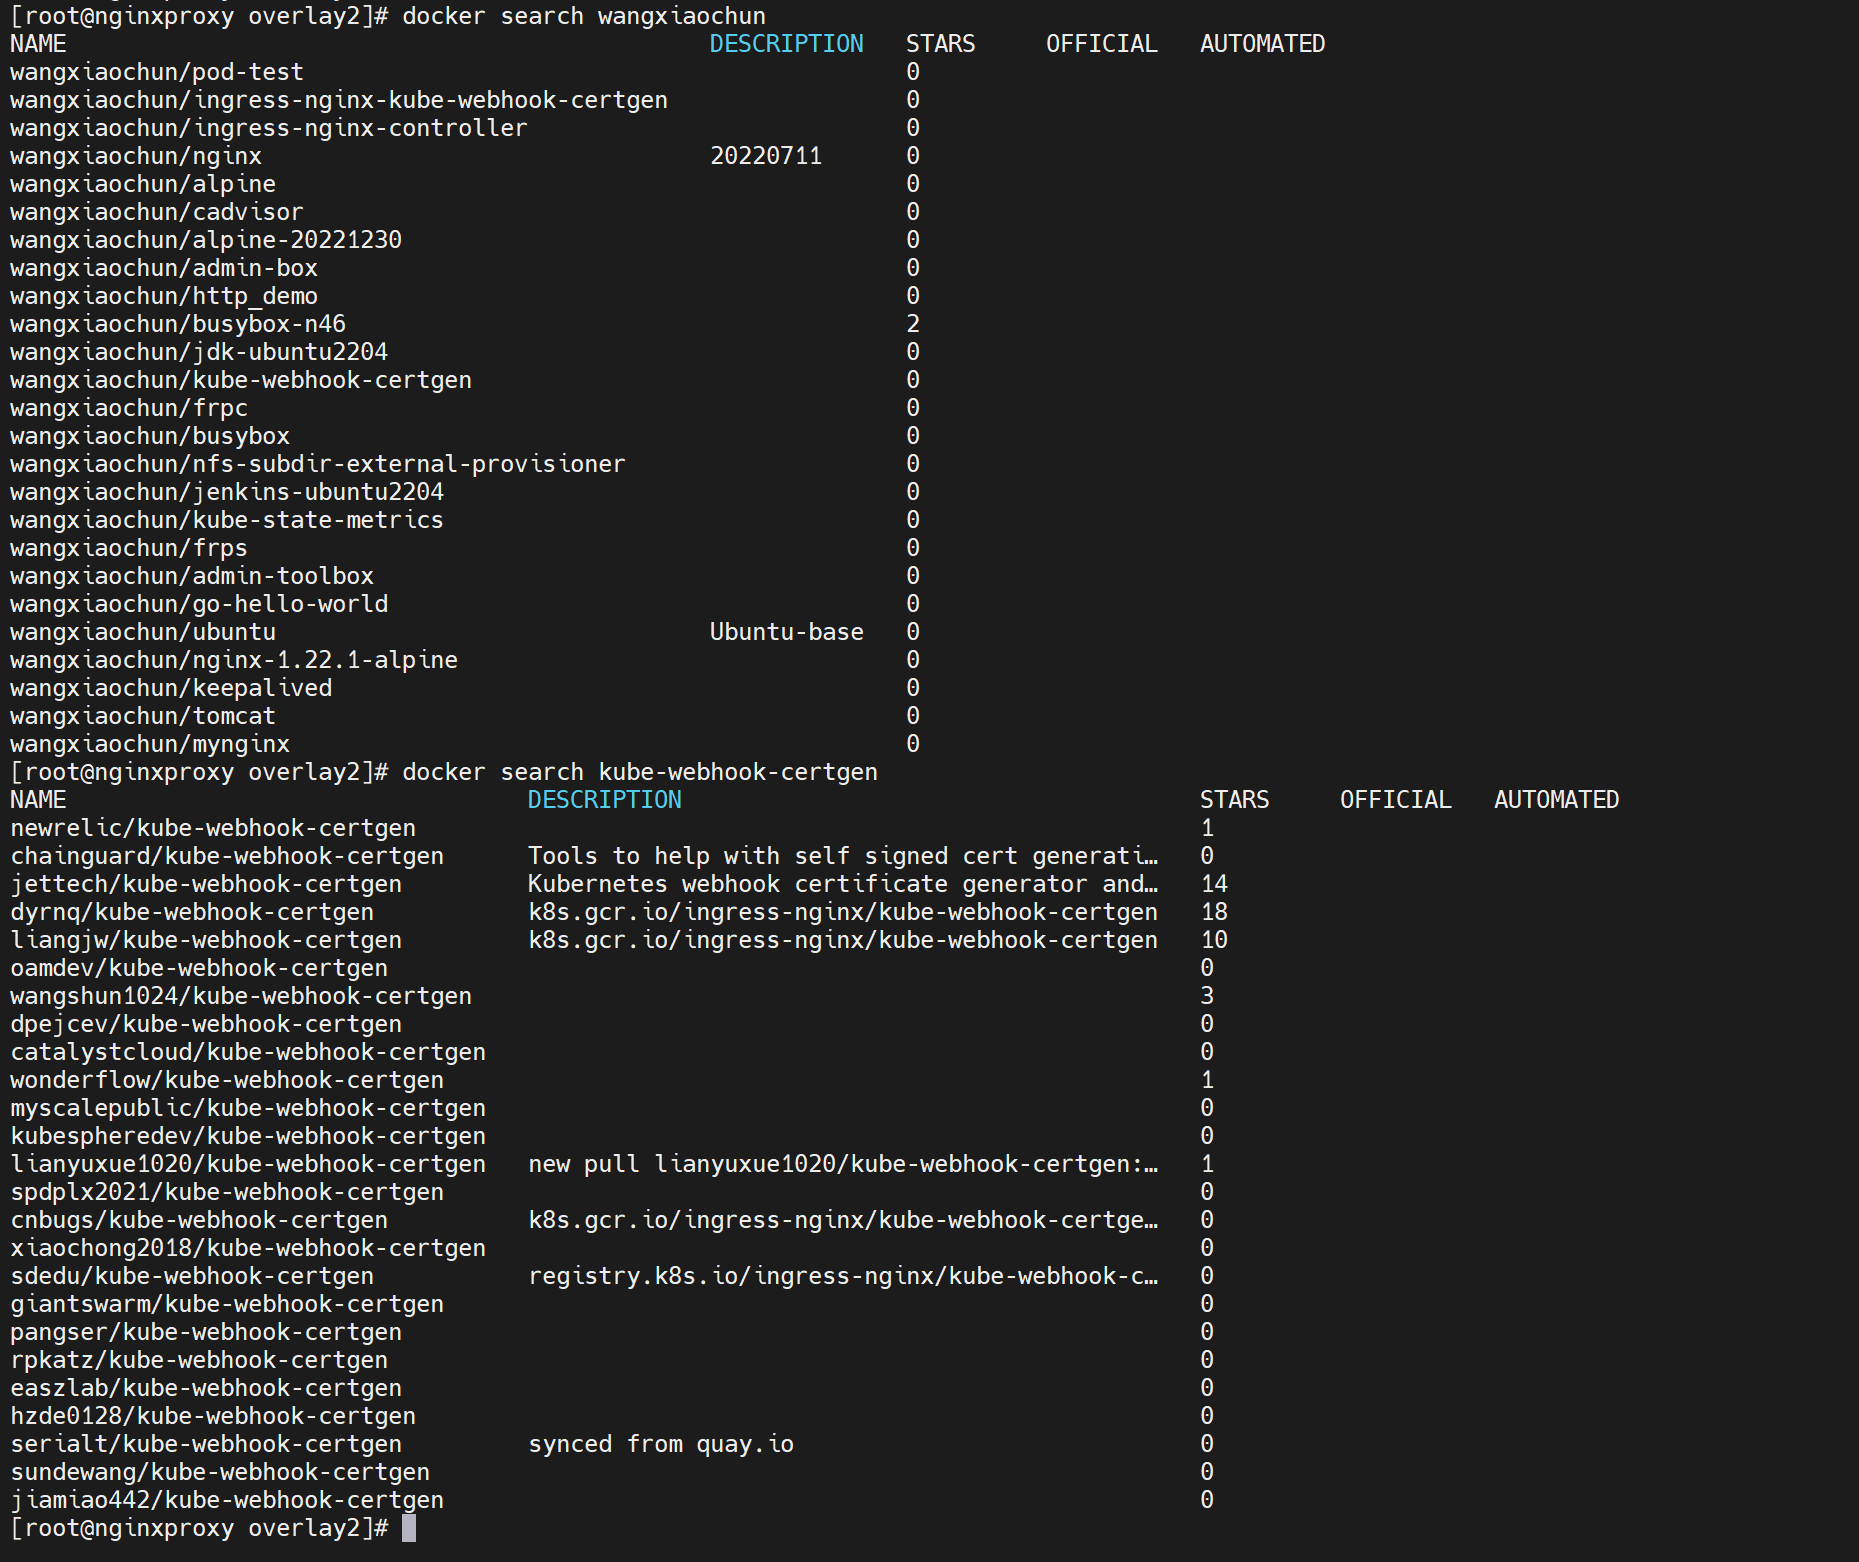 [root@nginxproxy overlay2]# docker search wangxiaochun
NAME DESCRIPTION STARS OFFICIAL AUTOMATED
wangxiaochun/pod-test 0
wangxiaochun/ingress-nginx-kube-webhook-certgen 0
wangxiaochun/ingress-nginx-controller 0
wangxiaochun/nginx 20220711 0
wangxiaochun/alpine 0
wangxiaochun/cadvisor 0
wangxiaochun/alpine-20221230 0
wangxiaochun/admin-box 0
wangxiaochun/http_demo 0
wangxiaochun/busybox-n46 2
wangxiaochun/jdk-ubuntu2204 0
wangxiaochun/kube-webhook-certgen 0
wangxiaochun/frpc 0
wangxiaochun/busybox 0
wangxiaochun/nfs-subdir-external-provisioner 0
wangxiaochun/jenkins-ubuntu2204 0
wangxiaochun/kube-state-metrics 0
wangxiaochun/frps 0
wangxiaochun/admin-toolbox 0
wangxiaochun/go-hello-world 0
wangxiaochun/ubuntu Ubuntu-base 0
wangxiaochun/nginx-1.22.1-alpine 0
wangxiaochun/keepalived 0
wangxiaochun/tomcat 0
wangxiaochun/mynginx 0
[root@nginxproxy overlay2]# docker search kube-webhook-certgen
NAME DESCRIPTION STARS OFFICIAL AUTOMATED
newrelic/kube-webhook-certgen 1
chainguard/kube-webhook-certgen Tools to help with self signed cert generati… 0
jettech/kube-webhook-certgen Kubernetes webhook certificate generator and… 14
dyrnq/kube-webhook-certgen k8s.gcr.io/ingress-nginx/kube-webhook-certgen 18
liangjw/kube-webhook-certgen k8s.gcr.io/ingress-nginx/kube-webhook-certgen 10
oamdev/kube-webhook-certgen 0
wangshun1024/kube-webhook-certgen 3
dpejcev/kube-webhook-certgen 0
catalystcloud/kube-webhook-certgen 0
wonderflow/kube-webhook-certgen 1
myscalepublic/kube-webhook-certgen 0
kubespheredev/kube-webhook-certgen 0
lianyuxue1020/kube-webhook-certgen new pull lianyuxue1020/kube-webhook-certgen:… 1
spdplx2021/kube-webhook-certgen 0
cnbugs/kube-webhook-certgen k8s.gcr.io/ingress-nginx/kube-webhook-certge… 0
xiaochong2018/kube-webhook-certgen 0
sdedu/kube-webhook-certgen registry.k8s.io/ingress-nginx/kube-webhook-c… 0
giantswarm/kube-webhook-certgen 0
pangser/kube-webhook-certgen 0
rpkatz/kube-webhook-certgen 0
easzlab/kube-webhook-certgen 0
hzde0128/kube-webhook-certgen 0
serialt/kube-webhook-certgen synced from quay.io 0
sundewang/kube-webhook-certgen 0
jiamiao442/kube-webhook-certgen 0
[root@nginxproxy overlay2]#